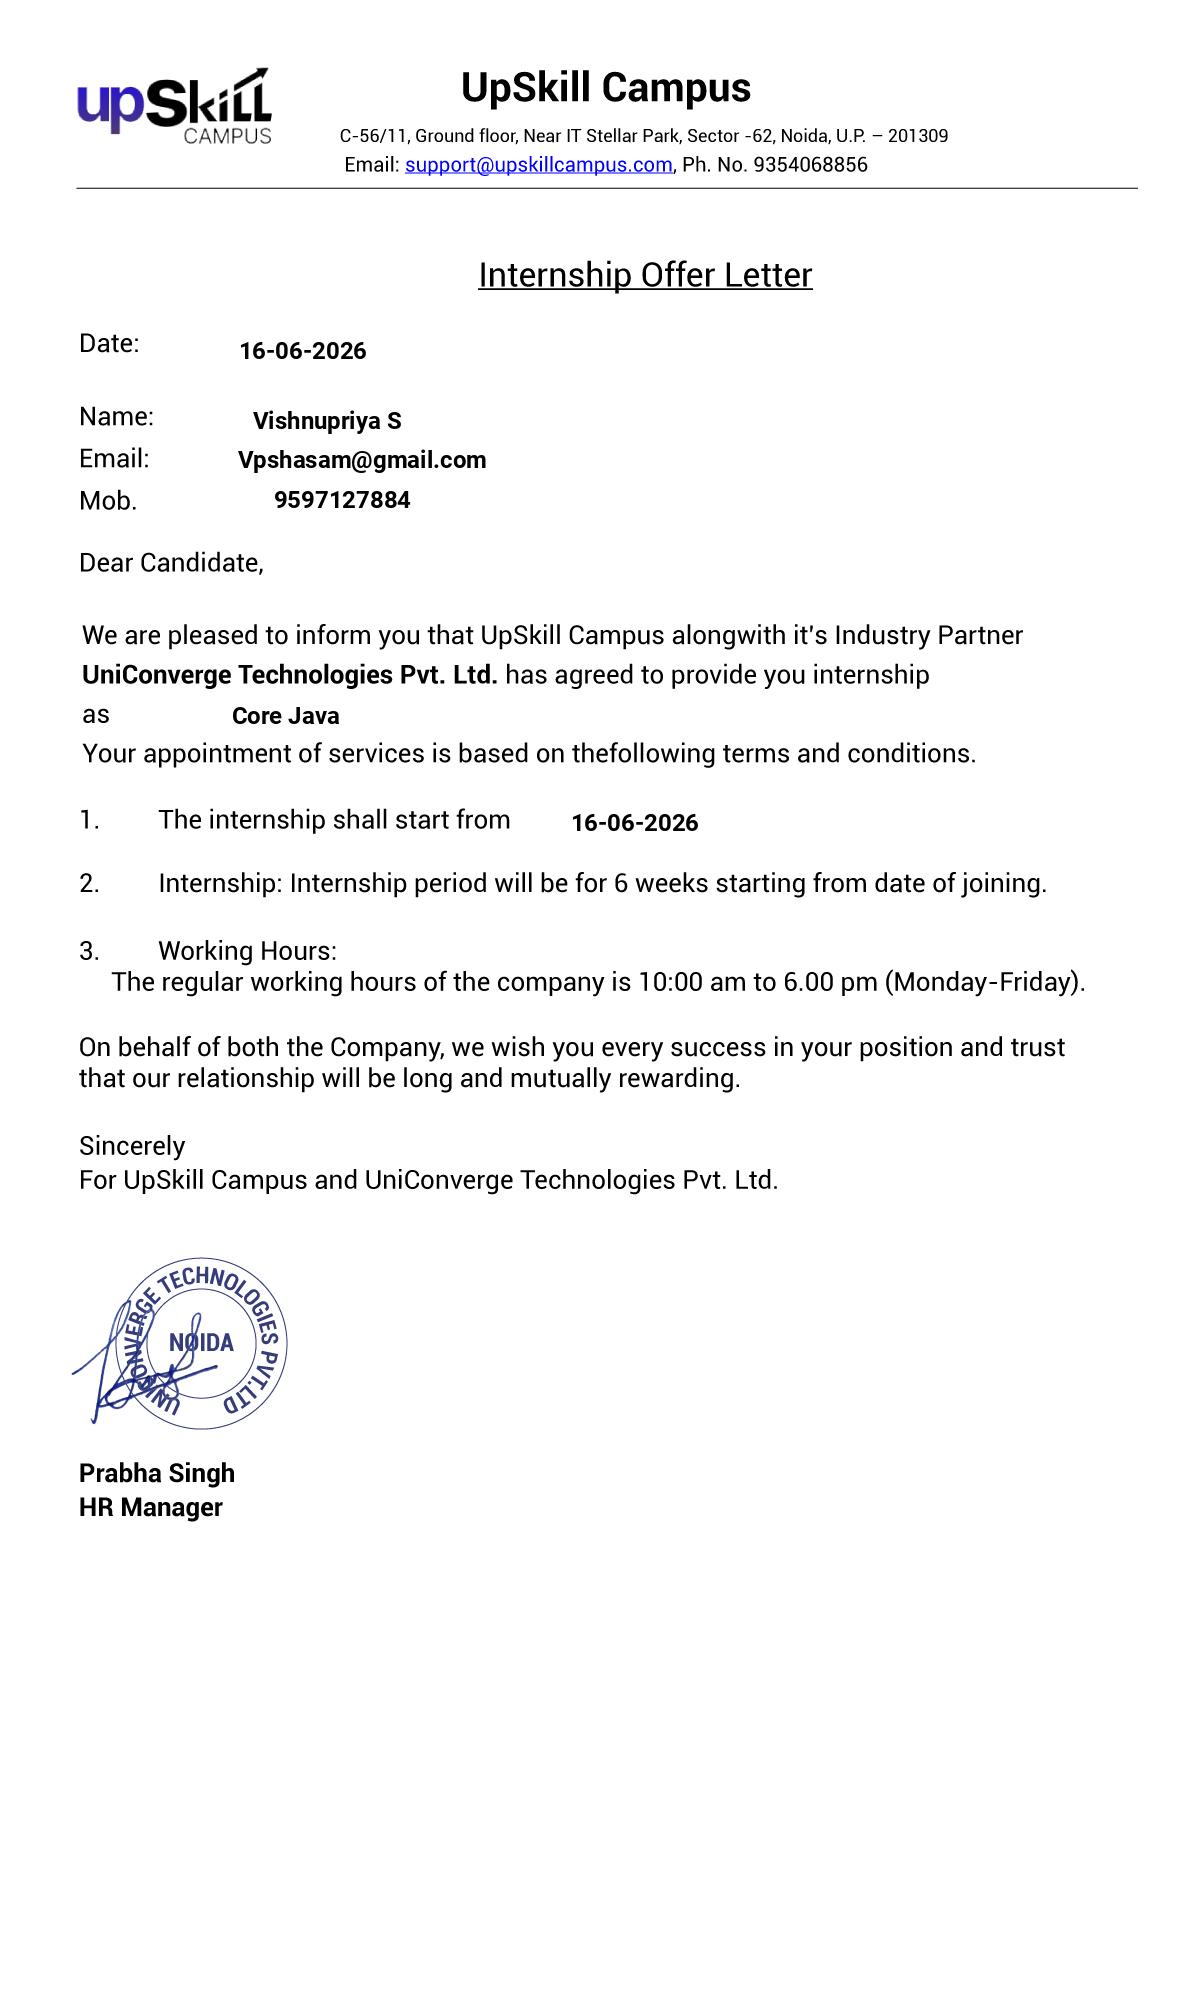 upSkill
CAMPUS
UpSkill Campus
C-56/11, Ground floor, Near IT Stellar Park, Sector -62, Noida, U.P. – 201309
Email: support@upskillcampus.com, Ph. No. 9354068856
Internship Offer Letter
Date: 16-06-2026
Name: Vishnupriya S
Email: Vpshasam@gmail.com
Mob. 9597127884
Dear Candidate,
We are pleased to inform you that UpSkill Campus alongwith it's Industry Partner
UniConverge Technologies Pvt. Ltd. has agreed to provide you internship
as Core Java
Your appointment of services is based on thefollowing terms and conditions.
1. The internship shall start from 16-06-2026
2. Internship: Internship period will be for 6 weeks starting from date of joining.
3. Working Hours:
The regular working hours of the company is 10:00 am to 6.00 pm (Monday-Friday).
On behalf of both the Company, we wish you every success in your position and trust
that our relationship will be long and mutually rewarding.
Sincerely
For UpSkill Campus and UniConverge Technologies Pvt. Ltd.
UNICONVERGE TECHNOLOGIES PVT.LTD
NOIDA
Prabha Singh
HR Manager